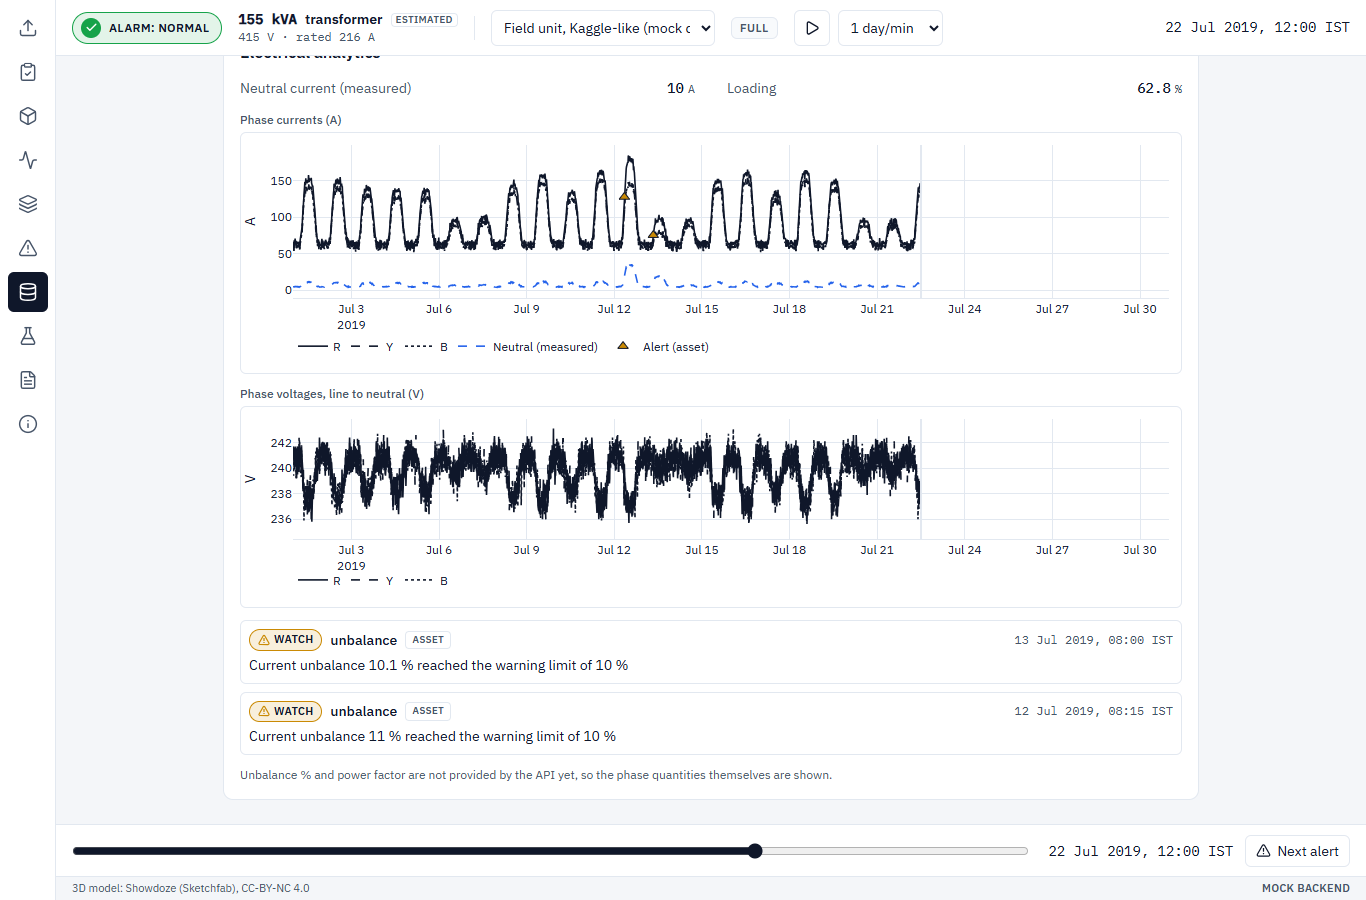 ALARM: NORMAL
155 kVA transformer ESTIMATED
415 V · rated 216 A
Field unit, Kaggle-like (mock c
FULL
1 day/min
22 Jul 2019, 12:00 IST
Electrical analytics
Neutral current (measured) 10 A Loading 62.8 %
Phase currents (A)
A
150
100
50
0
Jul 3 Jul 6 Jul 9 Jul 12 Jul 15 Jul 18 Jul 21 Jul 24 Jul 27 Jul 30
2019
R Y B Neutral (measured) Alert (asset)
Phase voltages, line to neutral (V)
V
242
240
238
236
Jul 3 Jul 6 Jul 9 Jul 12 Jul 15 Jul 18 Jul 21 Jul 24 Jul 27 Jul 30
2019
R Y B
WATCH unbalance ASSET 13 Jul 2019, 08:00 IST
Current unbalance 10.1 % reached the warning limit of 10 %
WATCH unbalance ASSET 12 Jul 2019, 08:15 IST
Current unbalance 11 % reached the warning limit of 10 %
Unbalance % and power factor are not provided by the API yet, so the phase quantities themselves are shown.
22 Jul 2019, 12:00 IST Next alert
3D model: Showdoze (Sketchfab), CC-BY-NC 4.0 MOCK BACKEND